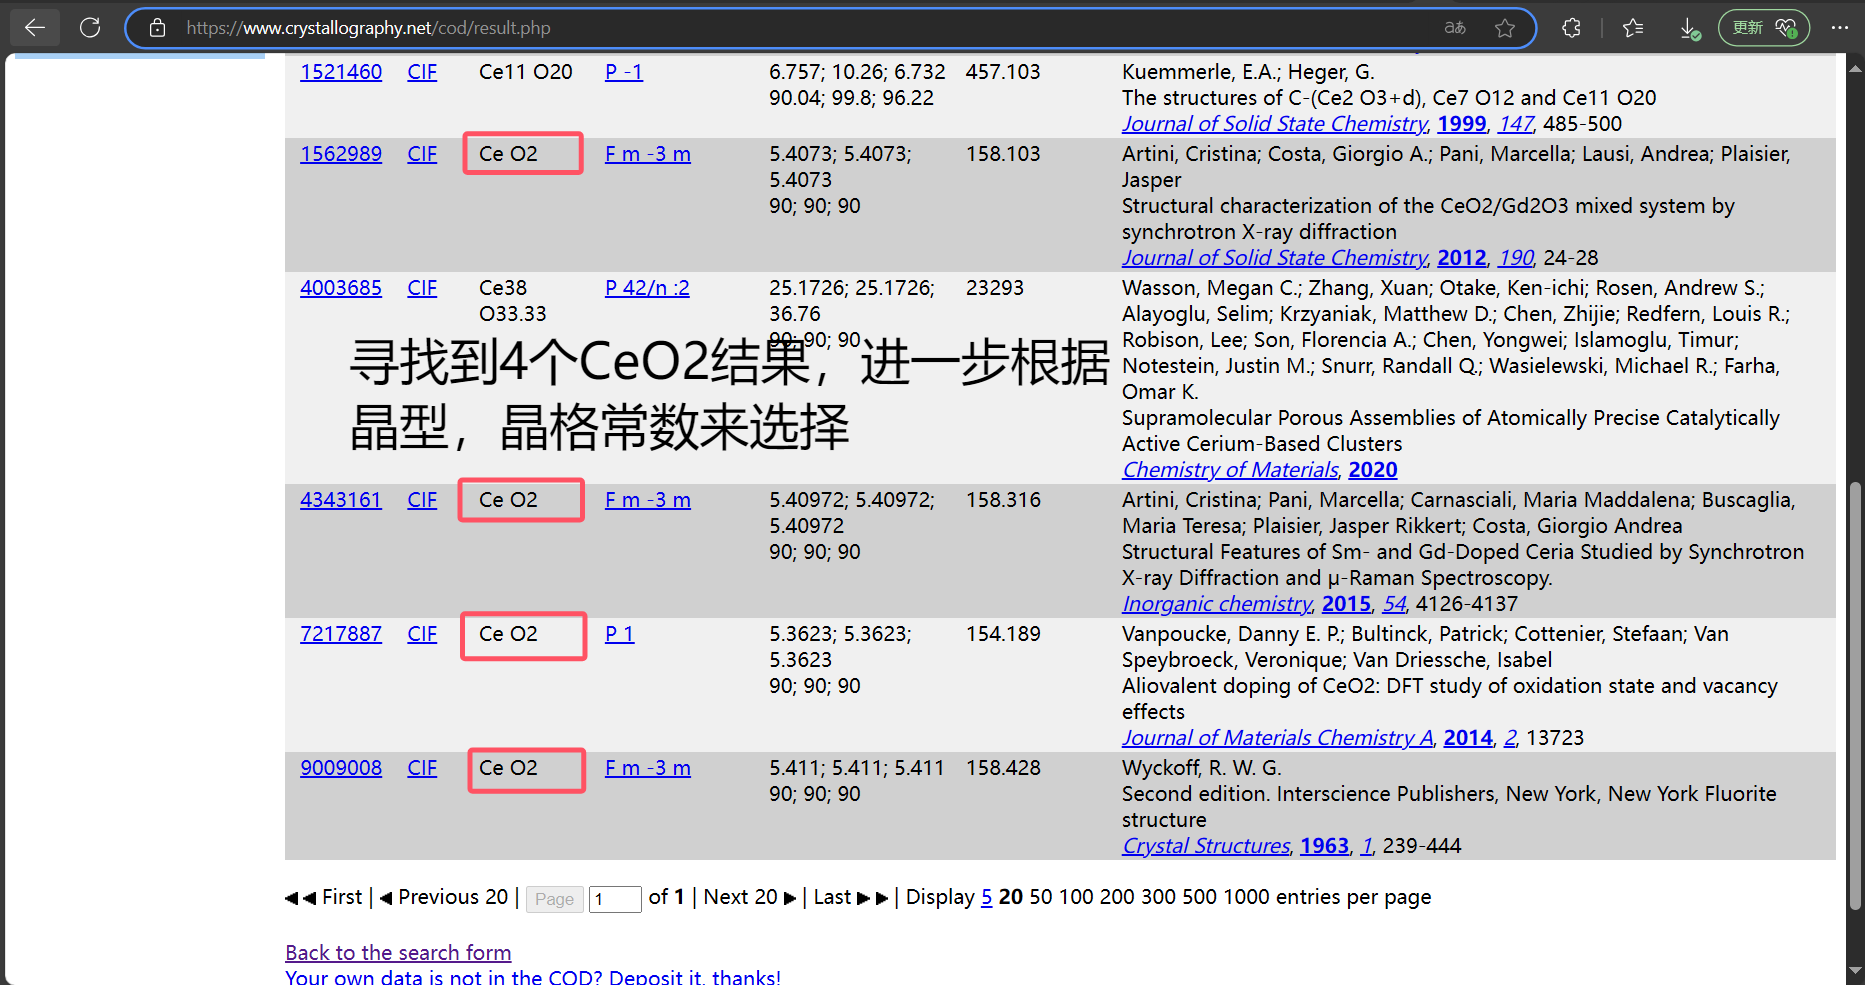 https://www.crystallography.net/cod/result.php
更新
1521460 CIF Ce11 O20 P -1 6.757; 10.26; 6.732 457.103 Kuemmerle, E.A.; Heger, G.
90.04; 99.8; 96.22 The structures of C-(Ce2 O3+d), Ce7 O12 and Ce11 O20
Journal of Solid State Chemistry, 1999, 147, 485-500
1562989 CIF Ce O2 F m -3 m 5.4073; 5.4073; 158.103 Artini, Cristina; Costa, Giorgio A.; Pani, Marcella; Lausi, Andrea; Plaisier,
5.4073 Jasper
90; 90; 90 Structural characterization of the CeO2/Gd2O3 mixed system by
synchrotron X-ray diffraction
Journal of Solid State Chemistry, 2012, 190, 24-28
4003685 CIF Ce38 P 42/n :2 25.1726; 25.1726; 23293 Wasson, Megan C.; Zhang, Xuan; Otake, Ken-ichi; Rosen, Andrew S.;
O33.33 36.76 Alayoglu, Selim; Krzyaniak, Matthew D.; Chen, Zhijie; Redfern, Louis R.;
90; 90; 90 Robison, Lee; Son, Florencia A.; Chen, Yongwei; Islamoglu, Timur;
寻找到4个CeO2结果，进一步根据
Notestein, Justin M.; Snurr, Randall Q.; Wasielewski, Michael R.; Farha,
Omar K.
晶型，晶格常数来选择
Supramolecular Porous Assemblies of Atomically Precise Catalytically
Active Cerium-Based Clusters
Chemistry of Materials, 2020
4343161 CIF Ce O2 F m -3 m 5.40972; 5.40972; 158.316 Artini, Cristina; Pani, Marcella; Carnasciali, Maria Maddalena; Buscaglia,
5.40972 Maria Teresa; Plaisier, Jasper Rikkert; Costa, Giorgio Andrea
90; 90; 90 Structural Features of Sm- and Gd-Doped Ceria Studied by Synchrotron
X-ray Diffraction and μ-Raman Spectroscopy.
Inorganic chemistry, 2015, 54, 4126-4137
7217887 CIF Ce O2 P 1 5.3623; 5.3623; 154.189 Vanpoucke, Danny E. P.; Bultinck, Patrick; Cottenier, Stefaan; Van
5.3623 Speybroeck, Veronique; Van Driessche, Isabel
90; 90; 90 Aliovalent doping of CeO2: DFT study of oxidation state and vacancy
effects
Journal of Materials Chemistry A, 2014, 2, 13723
9009008 CIF Ce O2 F m -3 m 5.411; 5.411; 5.411 158.428 Wyckoff, R. W. G.
90; 90; 90 Second edition. Interscience Publishers, New York, New York Fluorite
structure
Crystal Structures, 1963, 1, 239-444
◀◀ First | ◀ Previous 20 | Page 1 of 1 | Next 20 ▶ | Last ▶▶ | Display 5 20 50 100 200 300 500 1000 entries per page
Back to the search form
Your own data is not in the COD? Deposit it, thanks!